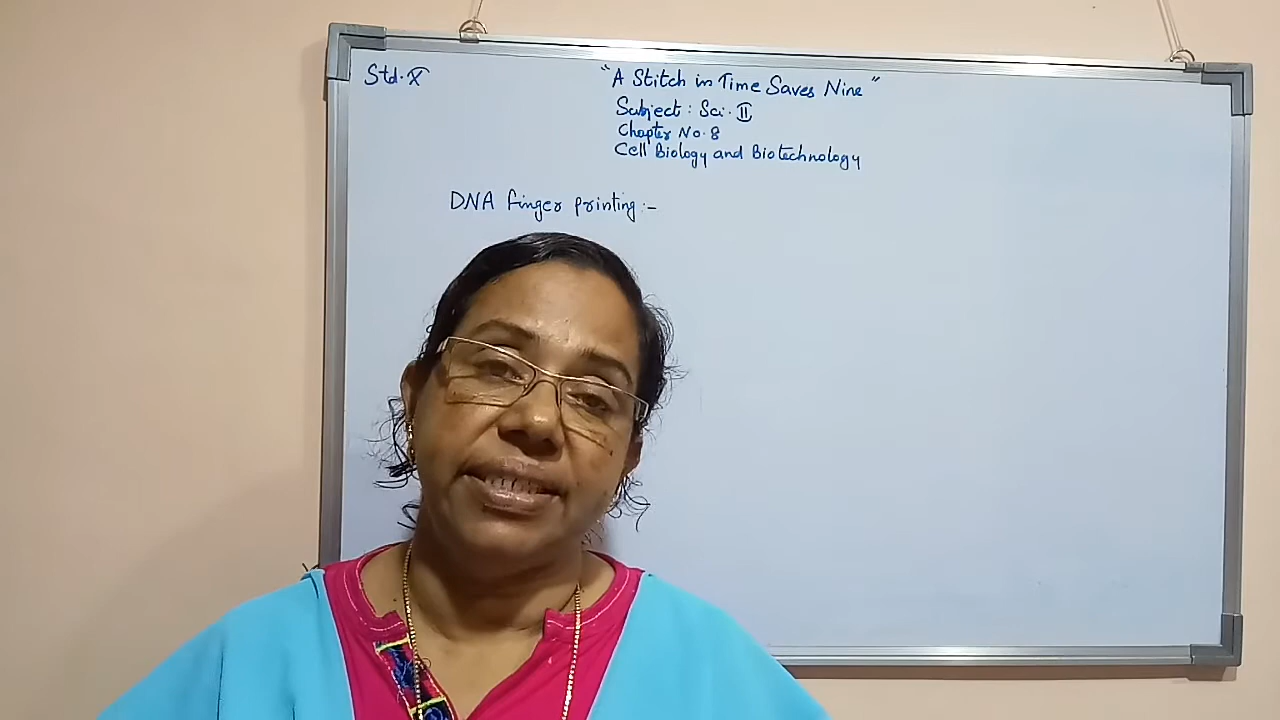 Std. X
"A Stitch in Time Saves Nine"
Subject : Sci. II
Chapter No. 8
Cell Biology and Biotechnology
DNA finger printing :-